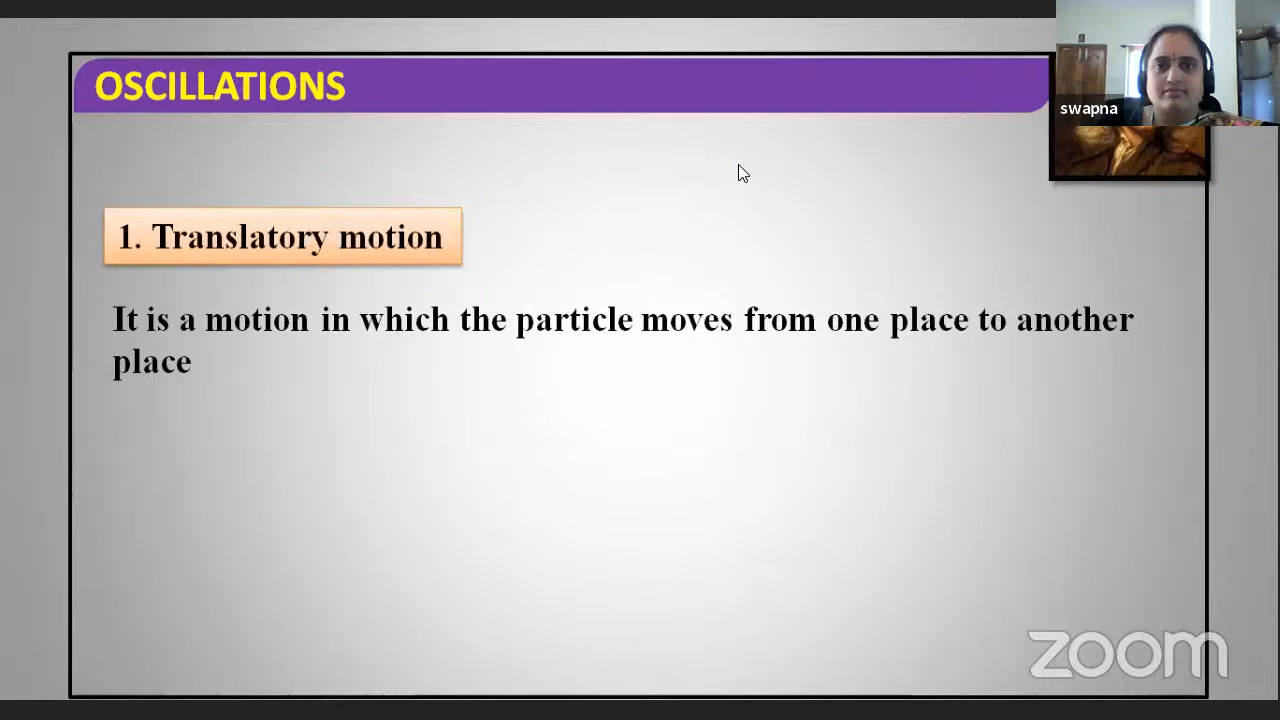 OSCILLATIONS
swapna
1. Translatory motion
It is a motion in which the particle moves from one place to another
place
zoom